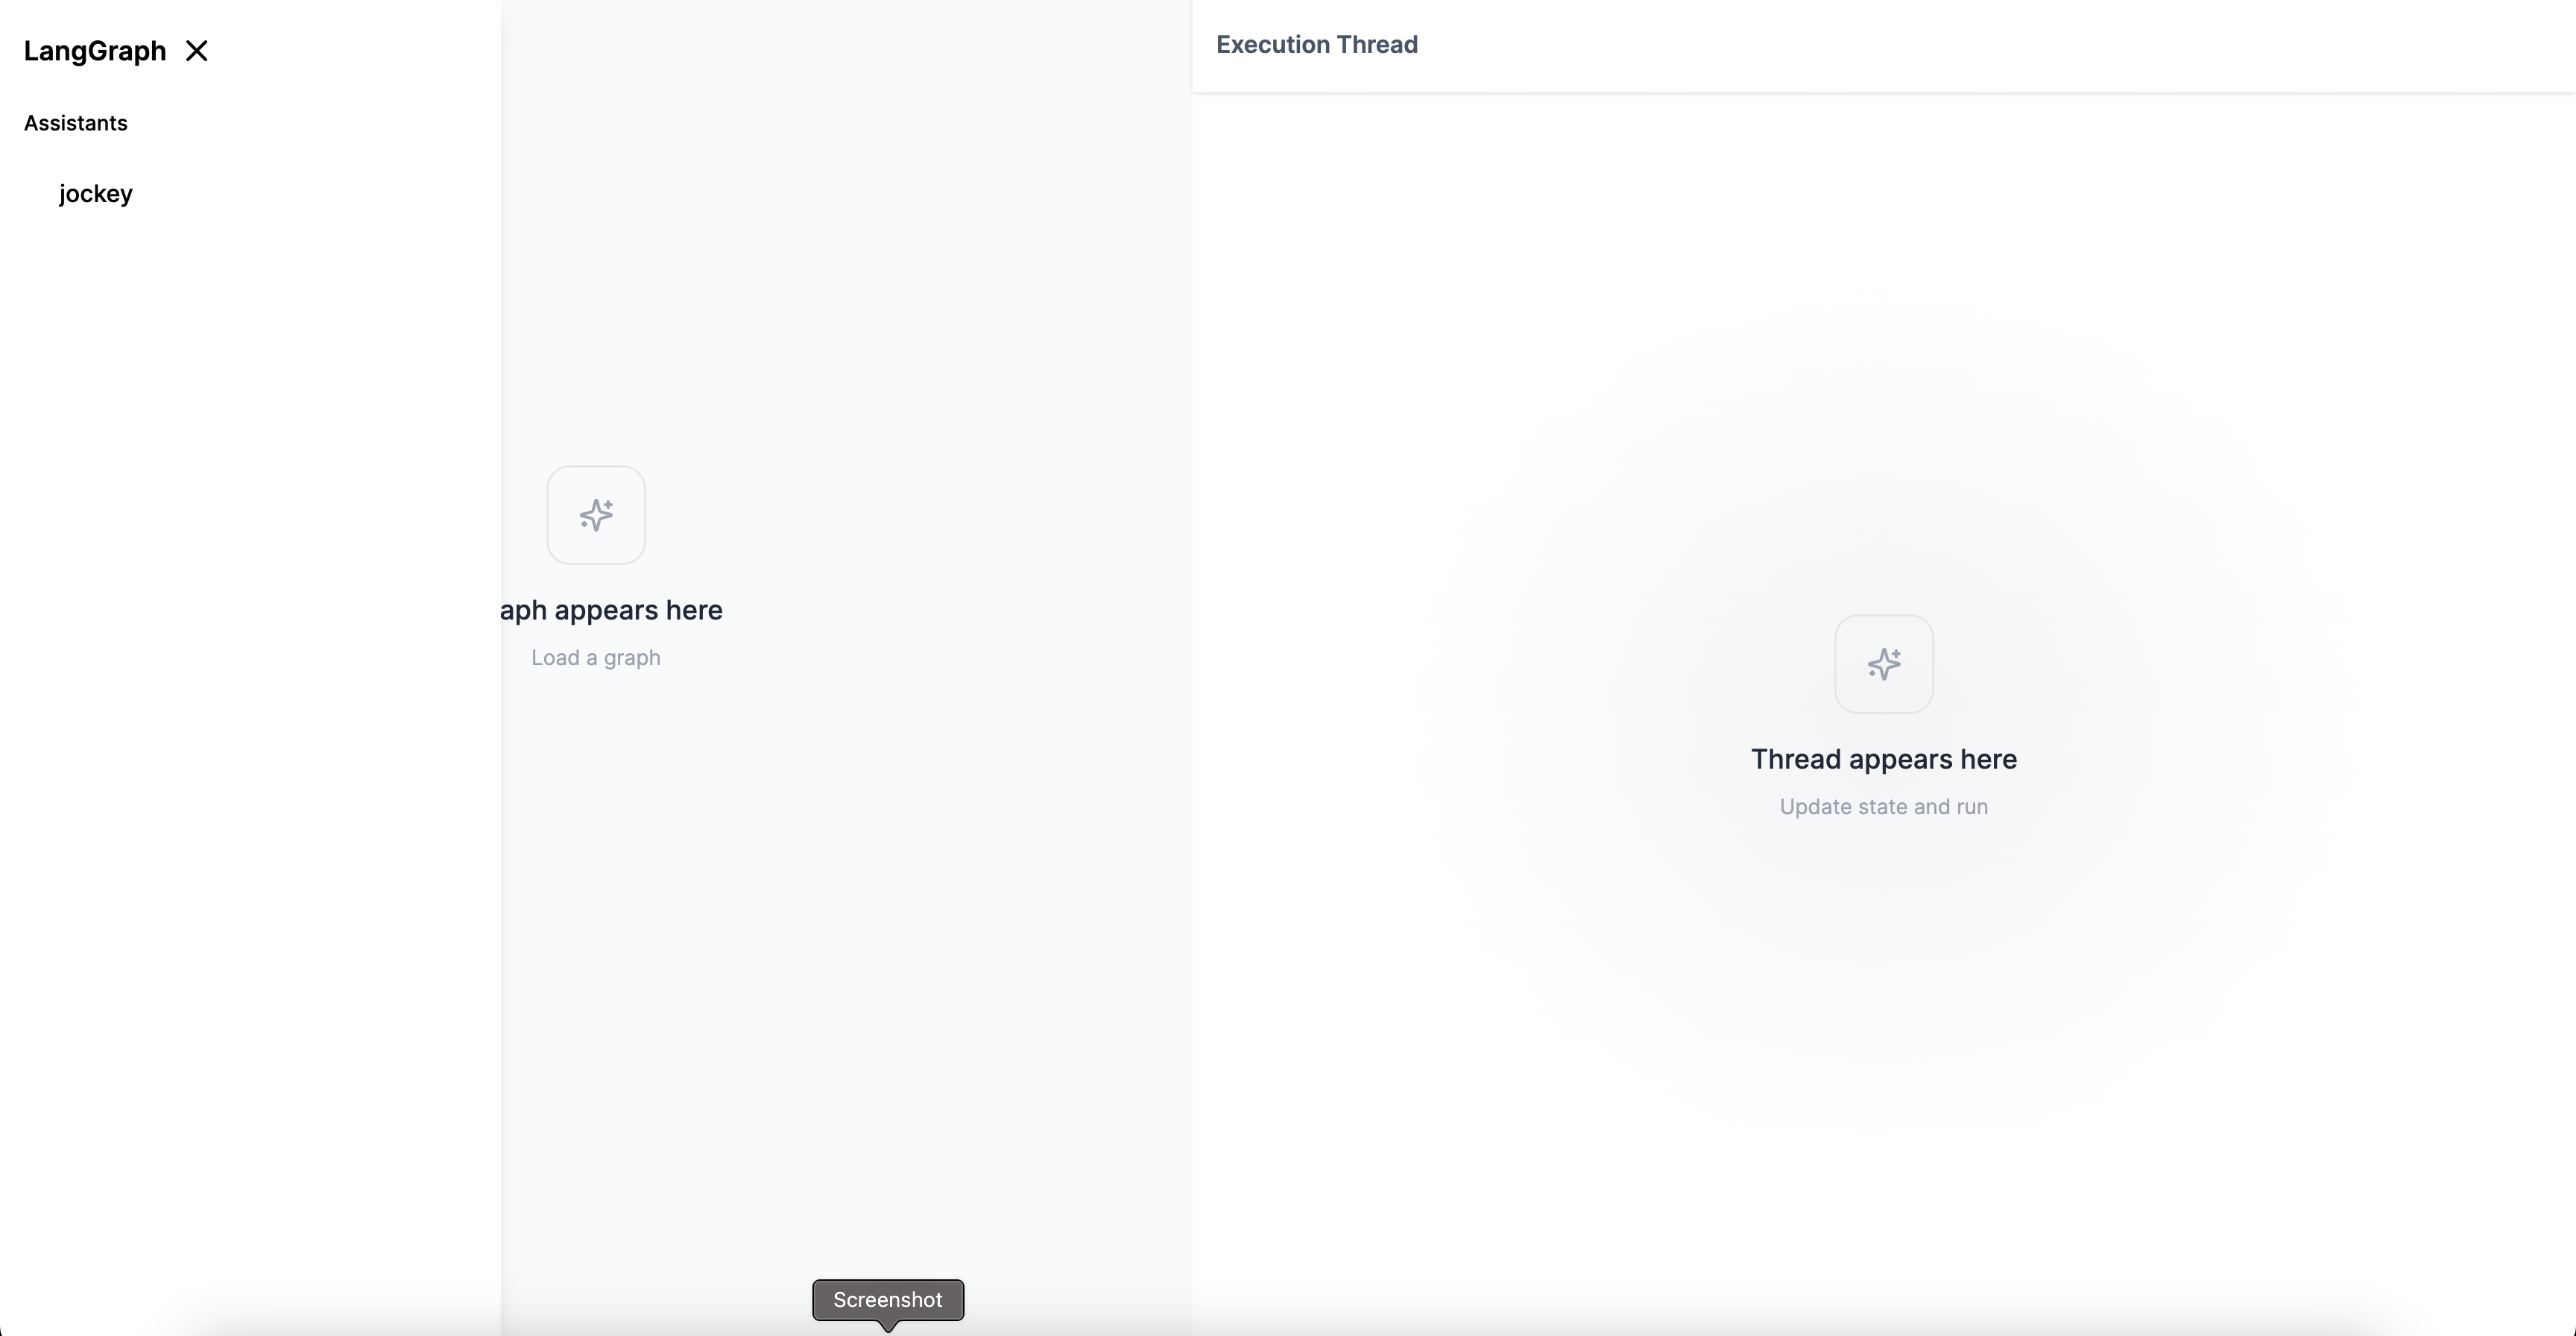 LangGraph
Assistants
jockey
aph appears here
Load a graph
Execution Thread
Thread appears here
Update state and run
Screenshot